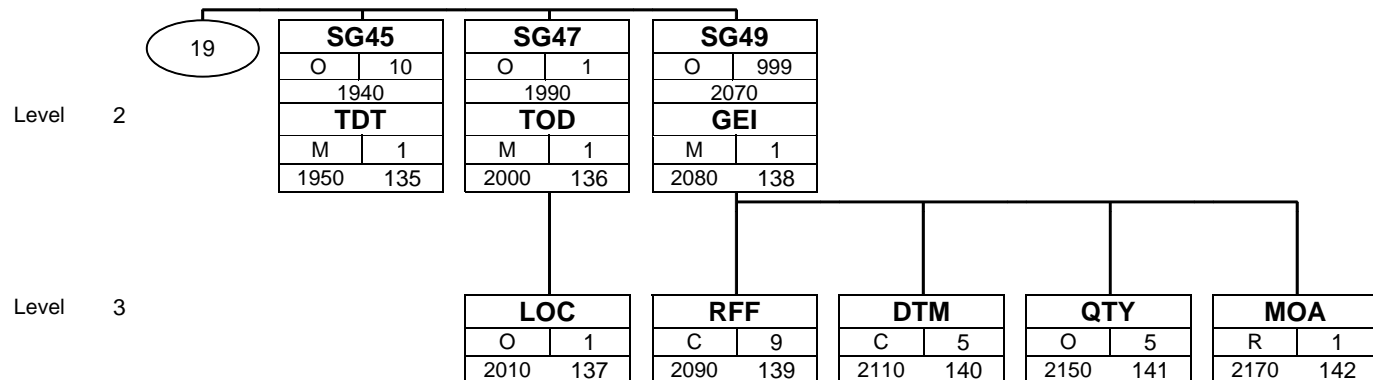 19
SG45 SG47 SG49
O 10 O 1 O 999
1940 1990 2070
Level 2 TDT TOD GEI
M 1 M 1 M 1
1950 135 2000 136 2080 138
Level 3 LOC RFF DTM QTY MOA
O 1 C 9 C 5 O 5 R 1
2010 137 2090 139 2110 140 2150 141 2170 142